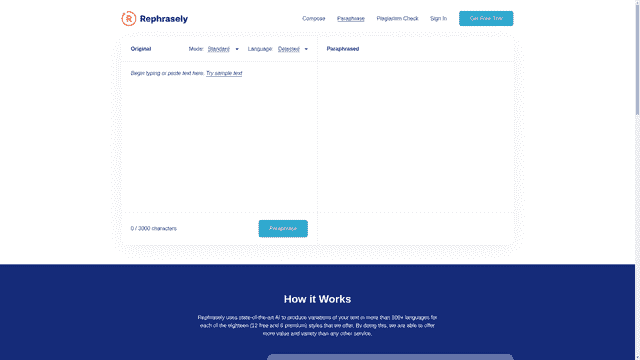 Rephrasely
Compose Paraphrase Plagiarism Check Sign In Get Free Trial
Original Mode: Standard Language: Detected Paraphrased
Begin typing or paste text here. Try sample text
0 / 3000 characters Paraphrase
How it Works
Rephrasely uses state-of-the-art AI to produce variations of your text in more than 100+ languages for
each of the eighteen (12 free and 6 premium) styles that we offer. By doing this, we are able to offer
more value and variety than any other service.